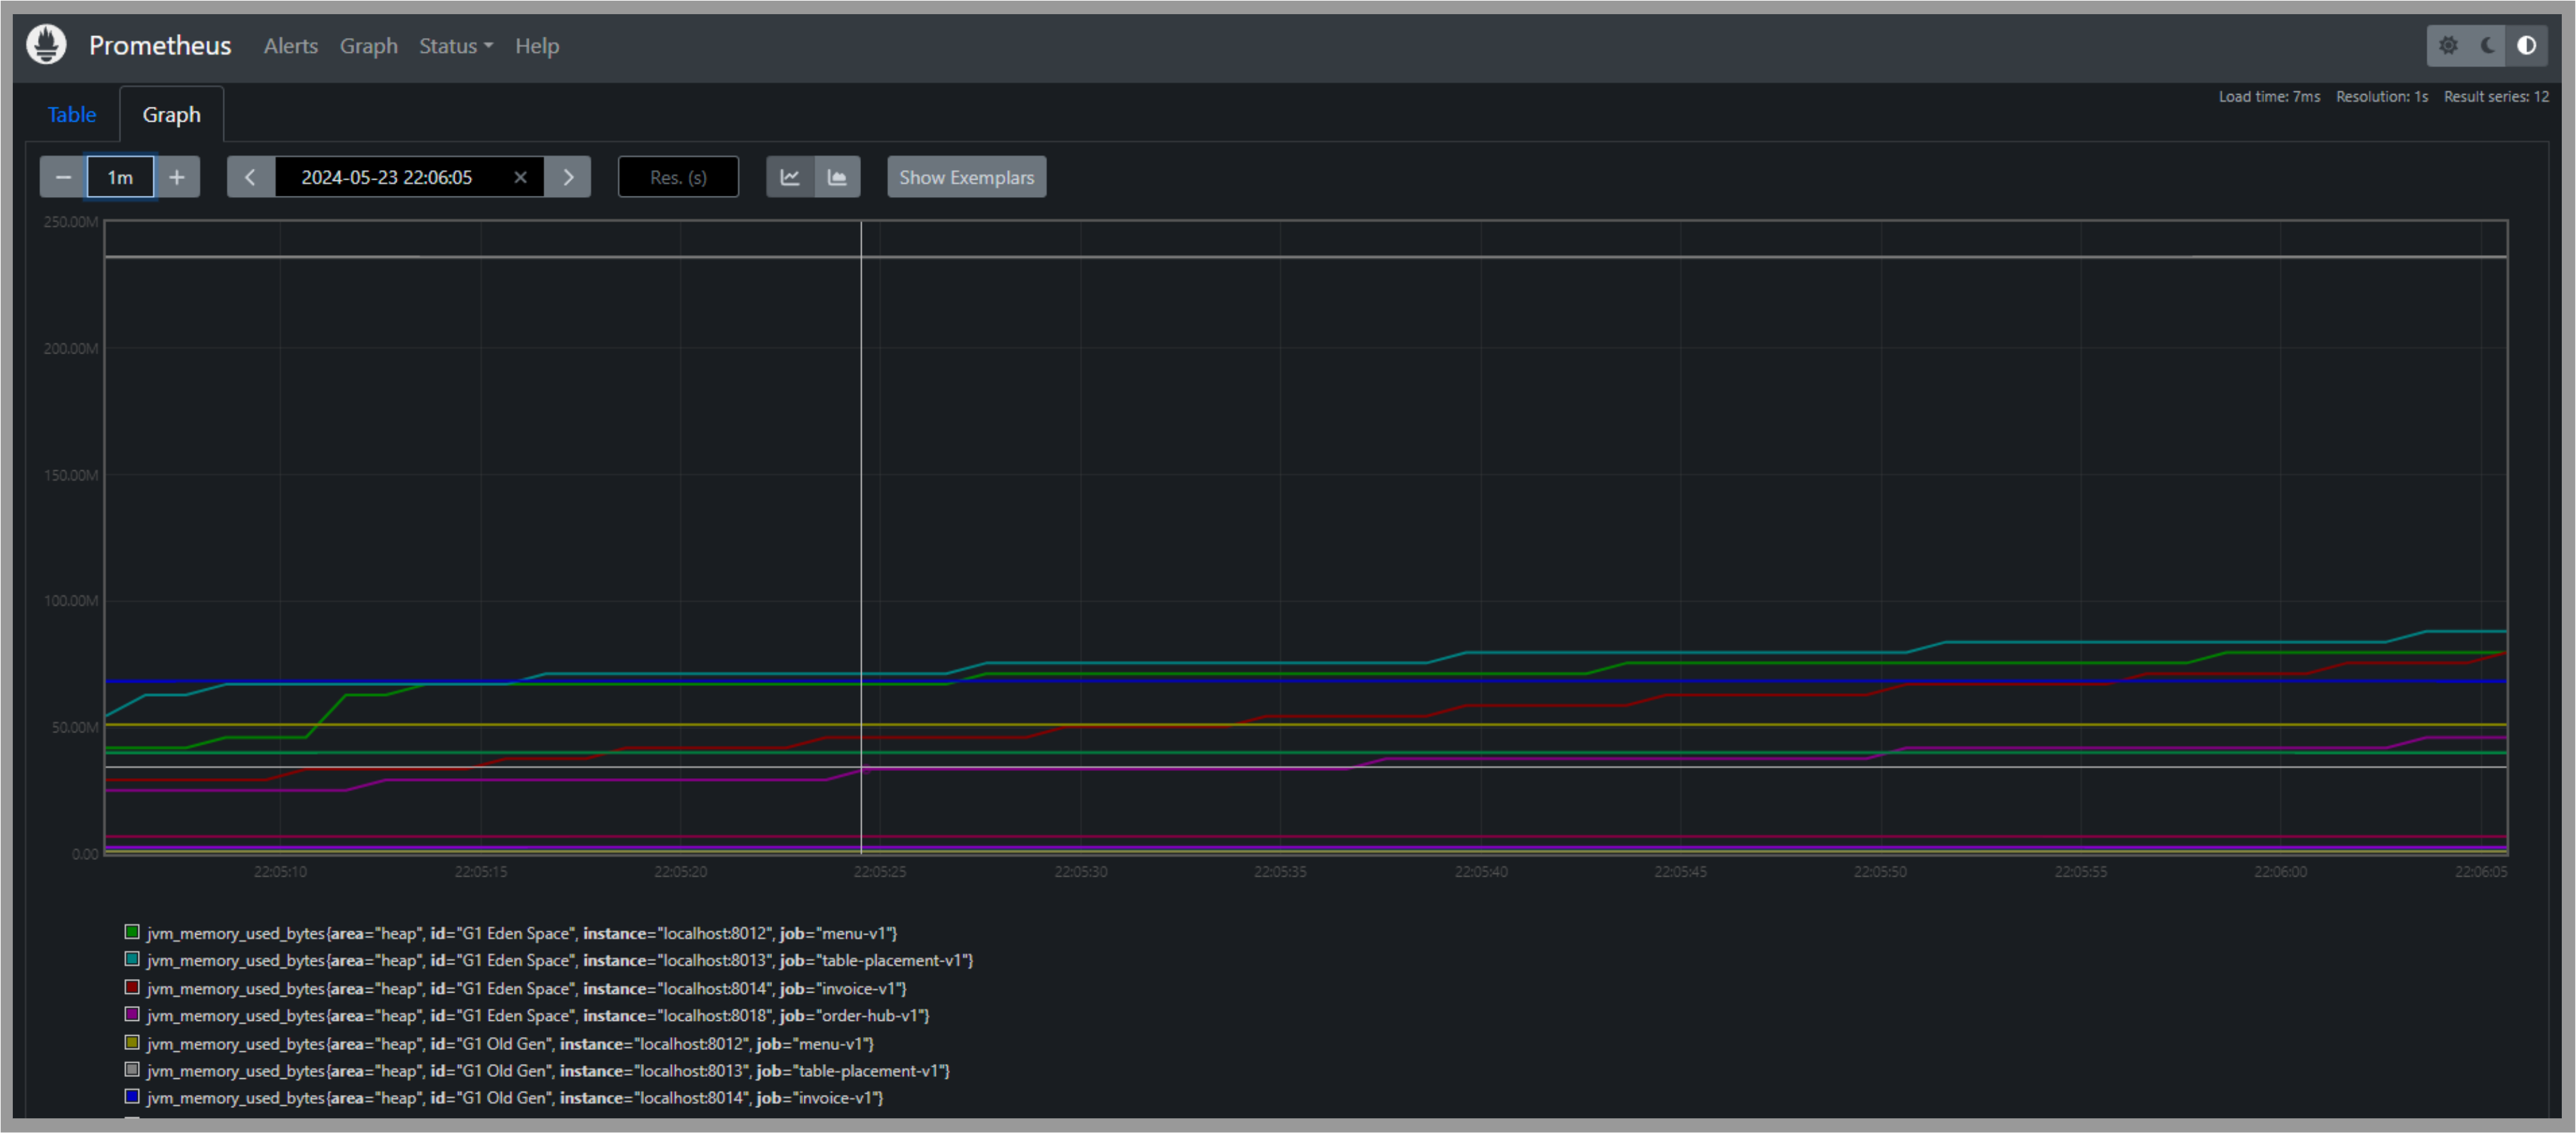 Prometheus Alerts Graph Status Help
Load time: 7ms Resolution: 1s Result series: 12
Table Graph
1m 2024-05-23 22:06:05 Res. (s) Show Exemplars
250.00M
200.00M
150.00M
100.00M
50.00M
0.00
22:05:10 22:05:15 22:05:20 22:05:25 22:05:30 22:05:35 22:05:40 22:05:45 22:05:50 22:05:55 22:06:00 22:06:05
jvm_memory_used_bytes{area="heap", id="G1 Eden Space", instance="localhost:8012", job="menu-v1"}
jvm_memory_used_bytes{area="heap", id="G1 Eden Space", instance="localhost:8013", job="table-placement-v1"}
jvm_memory_used_bytes{area="heap", id="G1 Eden Space", instance="localhost:8014", job="invoice-v1"}
jvm_memory_used_bytes{area="heap", id="G1 Eden Space", instance="localhost:8018", job="order-hub-v1"}
jvm_memory_used_bytes{area="heap", id="G1 Old Gen", instance="localhost:8012", job="menu-v1"}
jvm_memory_used_bytes{area="heap", id="G1 Old Gen", instance="localhost:8013", job="table-placement-v1"}
jvm_memory_used_bytes{area="heap", id="G1 Old Gen", instance="localhost:8014", job="invoice-v1"}